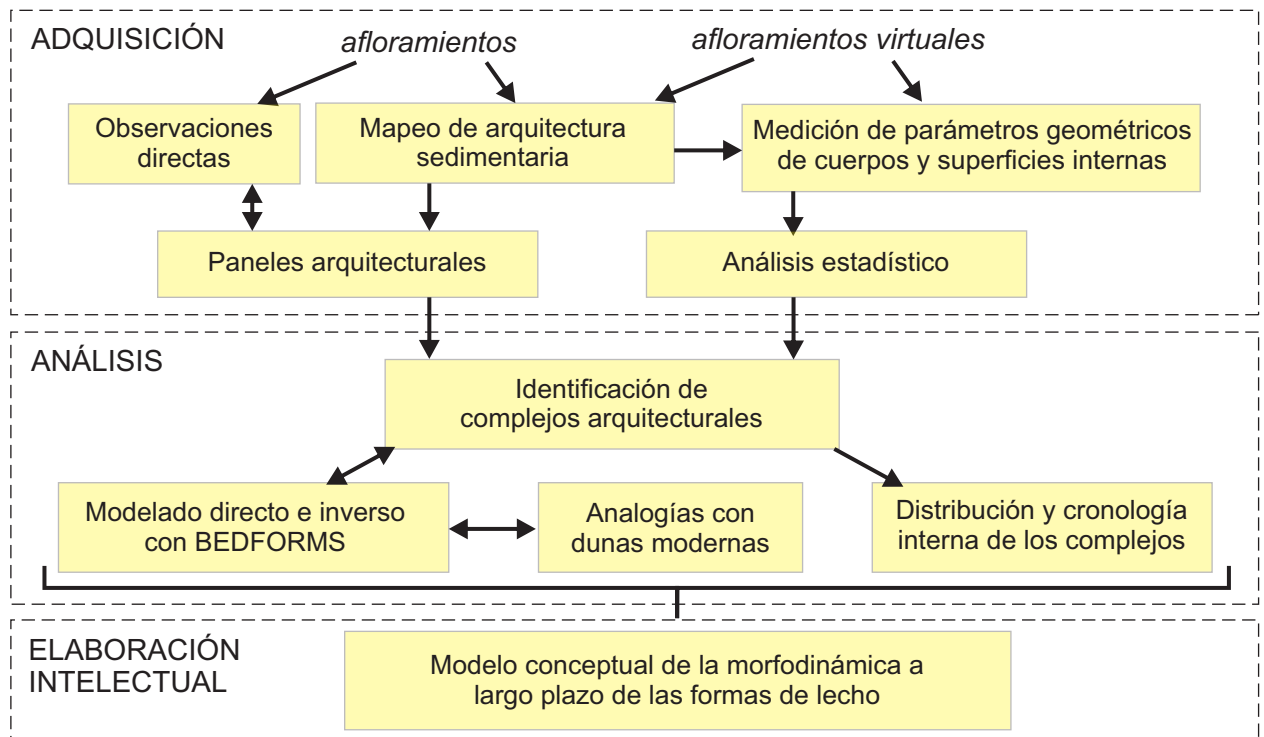 ADQUISICIÓN
afloramientos
afloramientos virtuales
Observaciones
directas
Mapeo de arquitectura
sedimentaria
Medición de parámetros geométricos
de cuerpos y superficies internas
Paneles arquitecturales
Análisis estadístico
ANÁLISIS
Identificación de
complejos arquitecturales
Modelado directo e inverso
con BEDFORMS
Analogías con
dunas modernas
Distribución y cronología
interna de los complejos
ELABORACIÓN
INTELECTUAL
Modelo conceptual de la morfodinámica a
largo plazo de las formas de lecho